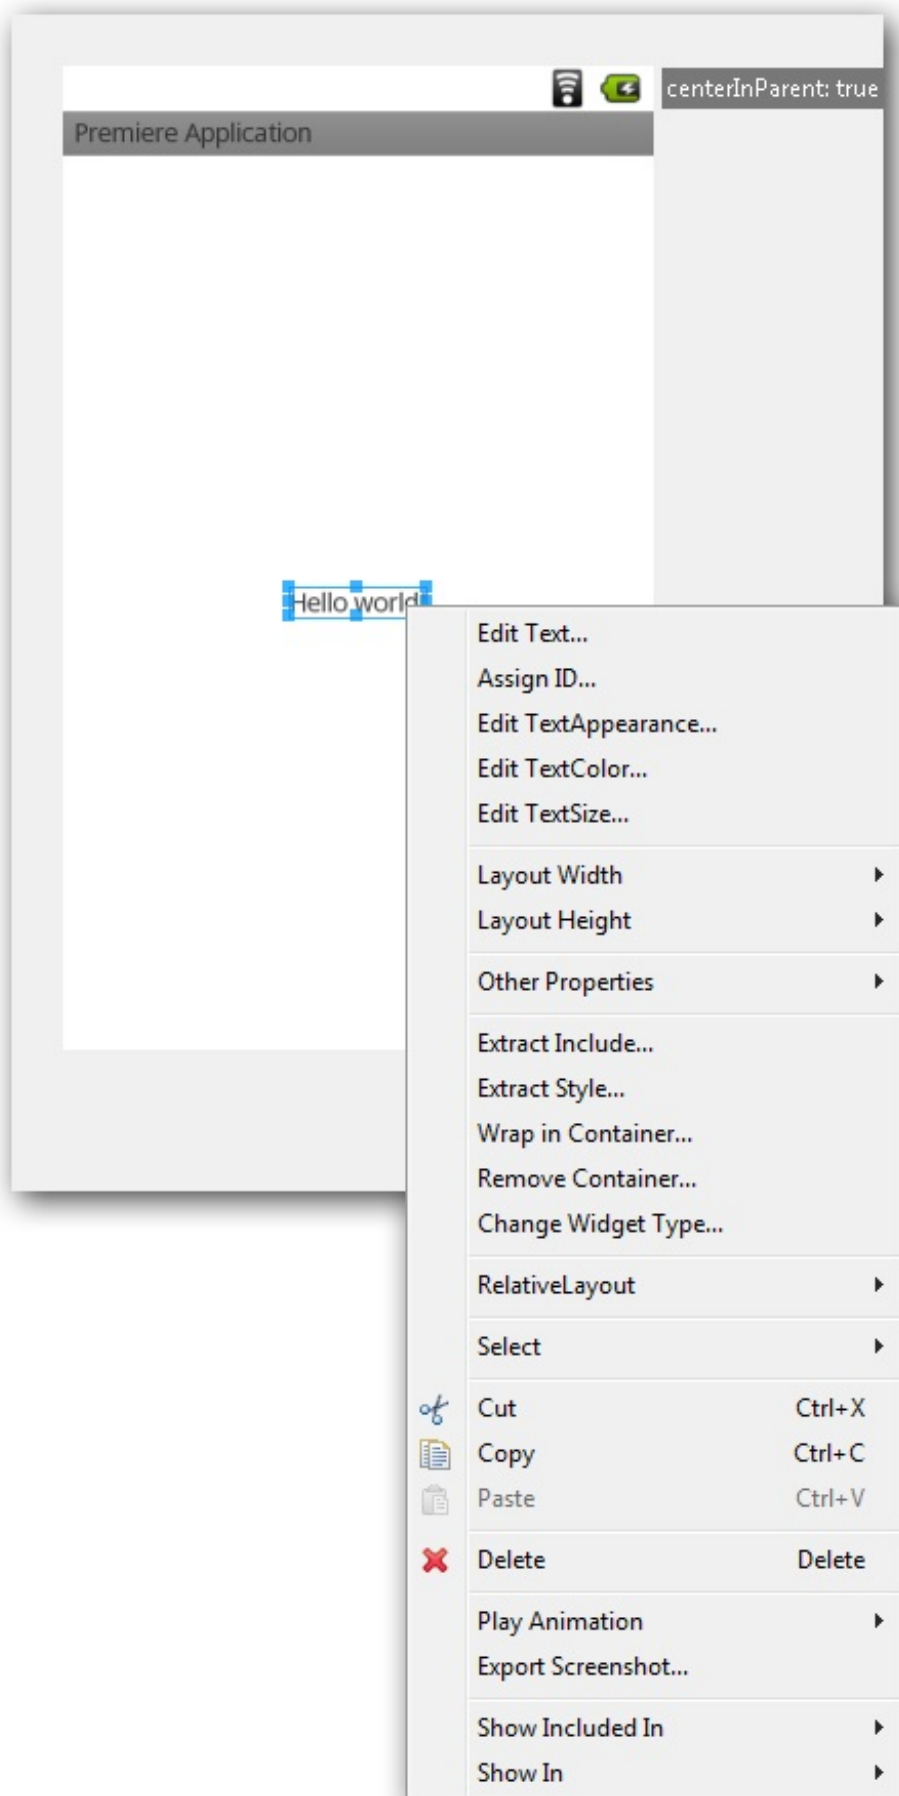 centerInParent: true
Premiere Application
Hello world
Edit Text...
Assign ID...
Edit TextAppearance...
Edit TextColor...
Edit TextSize...
Layout Width
Layout Height
Other Properties
Extract Include...
Extract Style...
Wrap in Container...
Remove Container...
Change Widget Type...
RelativeLayout
Select
Cut Ctrl+X
Copy Ctrl+C
Paste Ctrl+V
Delete Delete
Play Animation
Export Screenshot...
Show Included In
Show In